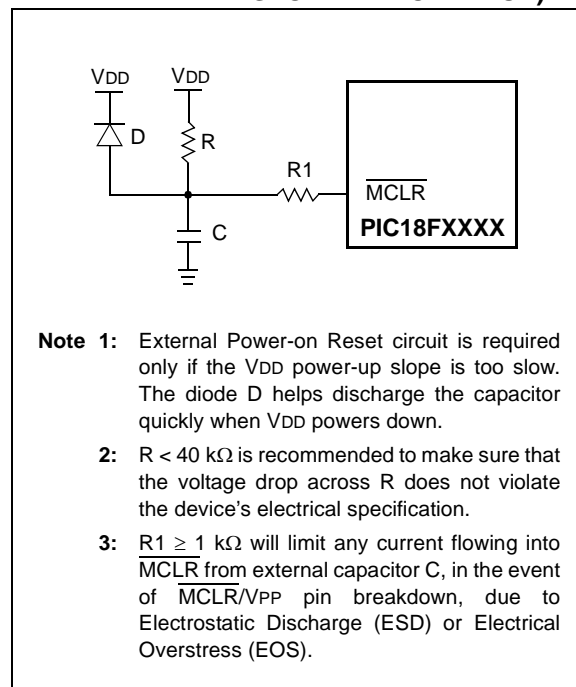 VDD VDD
D
R
R1
MCLR
PIC18FXXXX
C
Note 1: External Power-on Reset circuit is required
only if the VDD power-up slope is too slow.
The diode D helps discharge the capacitor
quickly when VDD powers down.
2: R < 40 kΩ is recommended to make sure that
the voltage drop across R does not violate
the device's electrical specification.
3: R1 ≥ 1 kΩ will limit any current flowing into
MCLR from external capacitor C, in the event
of MCLR/VPP pin breakdown, due to
Electrostatic Discharge (ESD) or Electrical
Overstress (EOS).